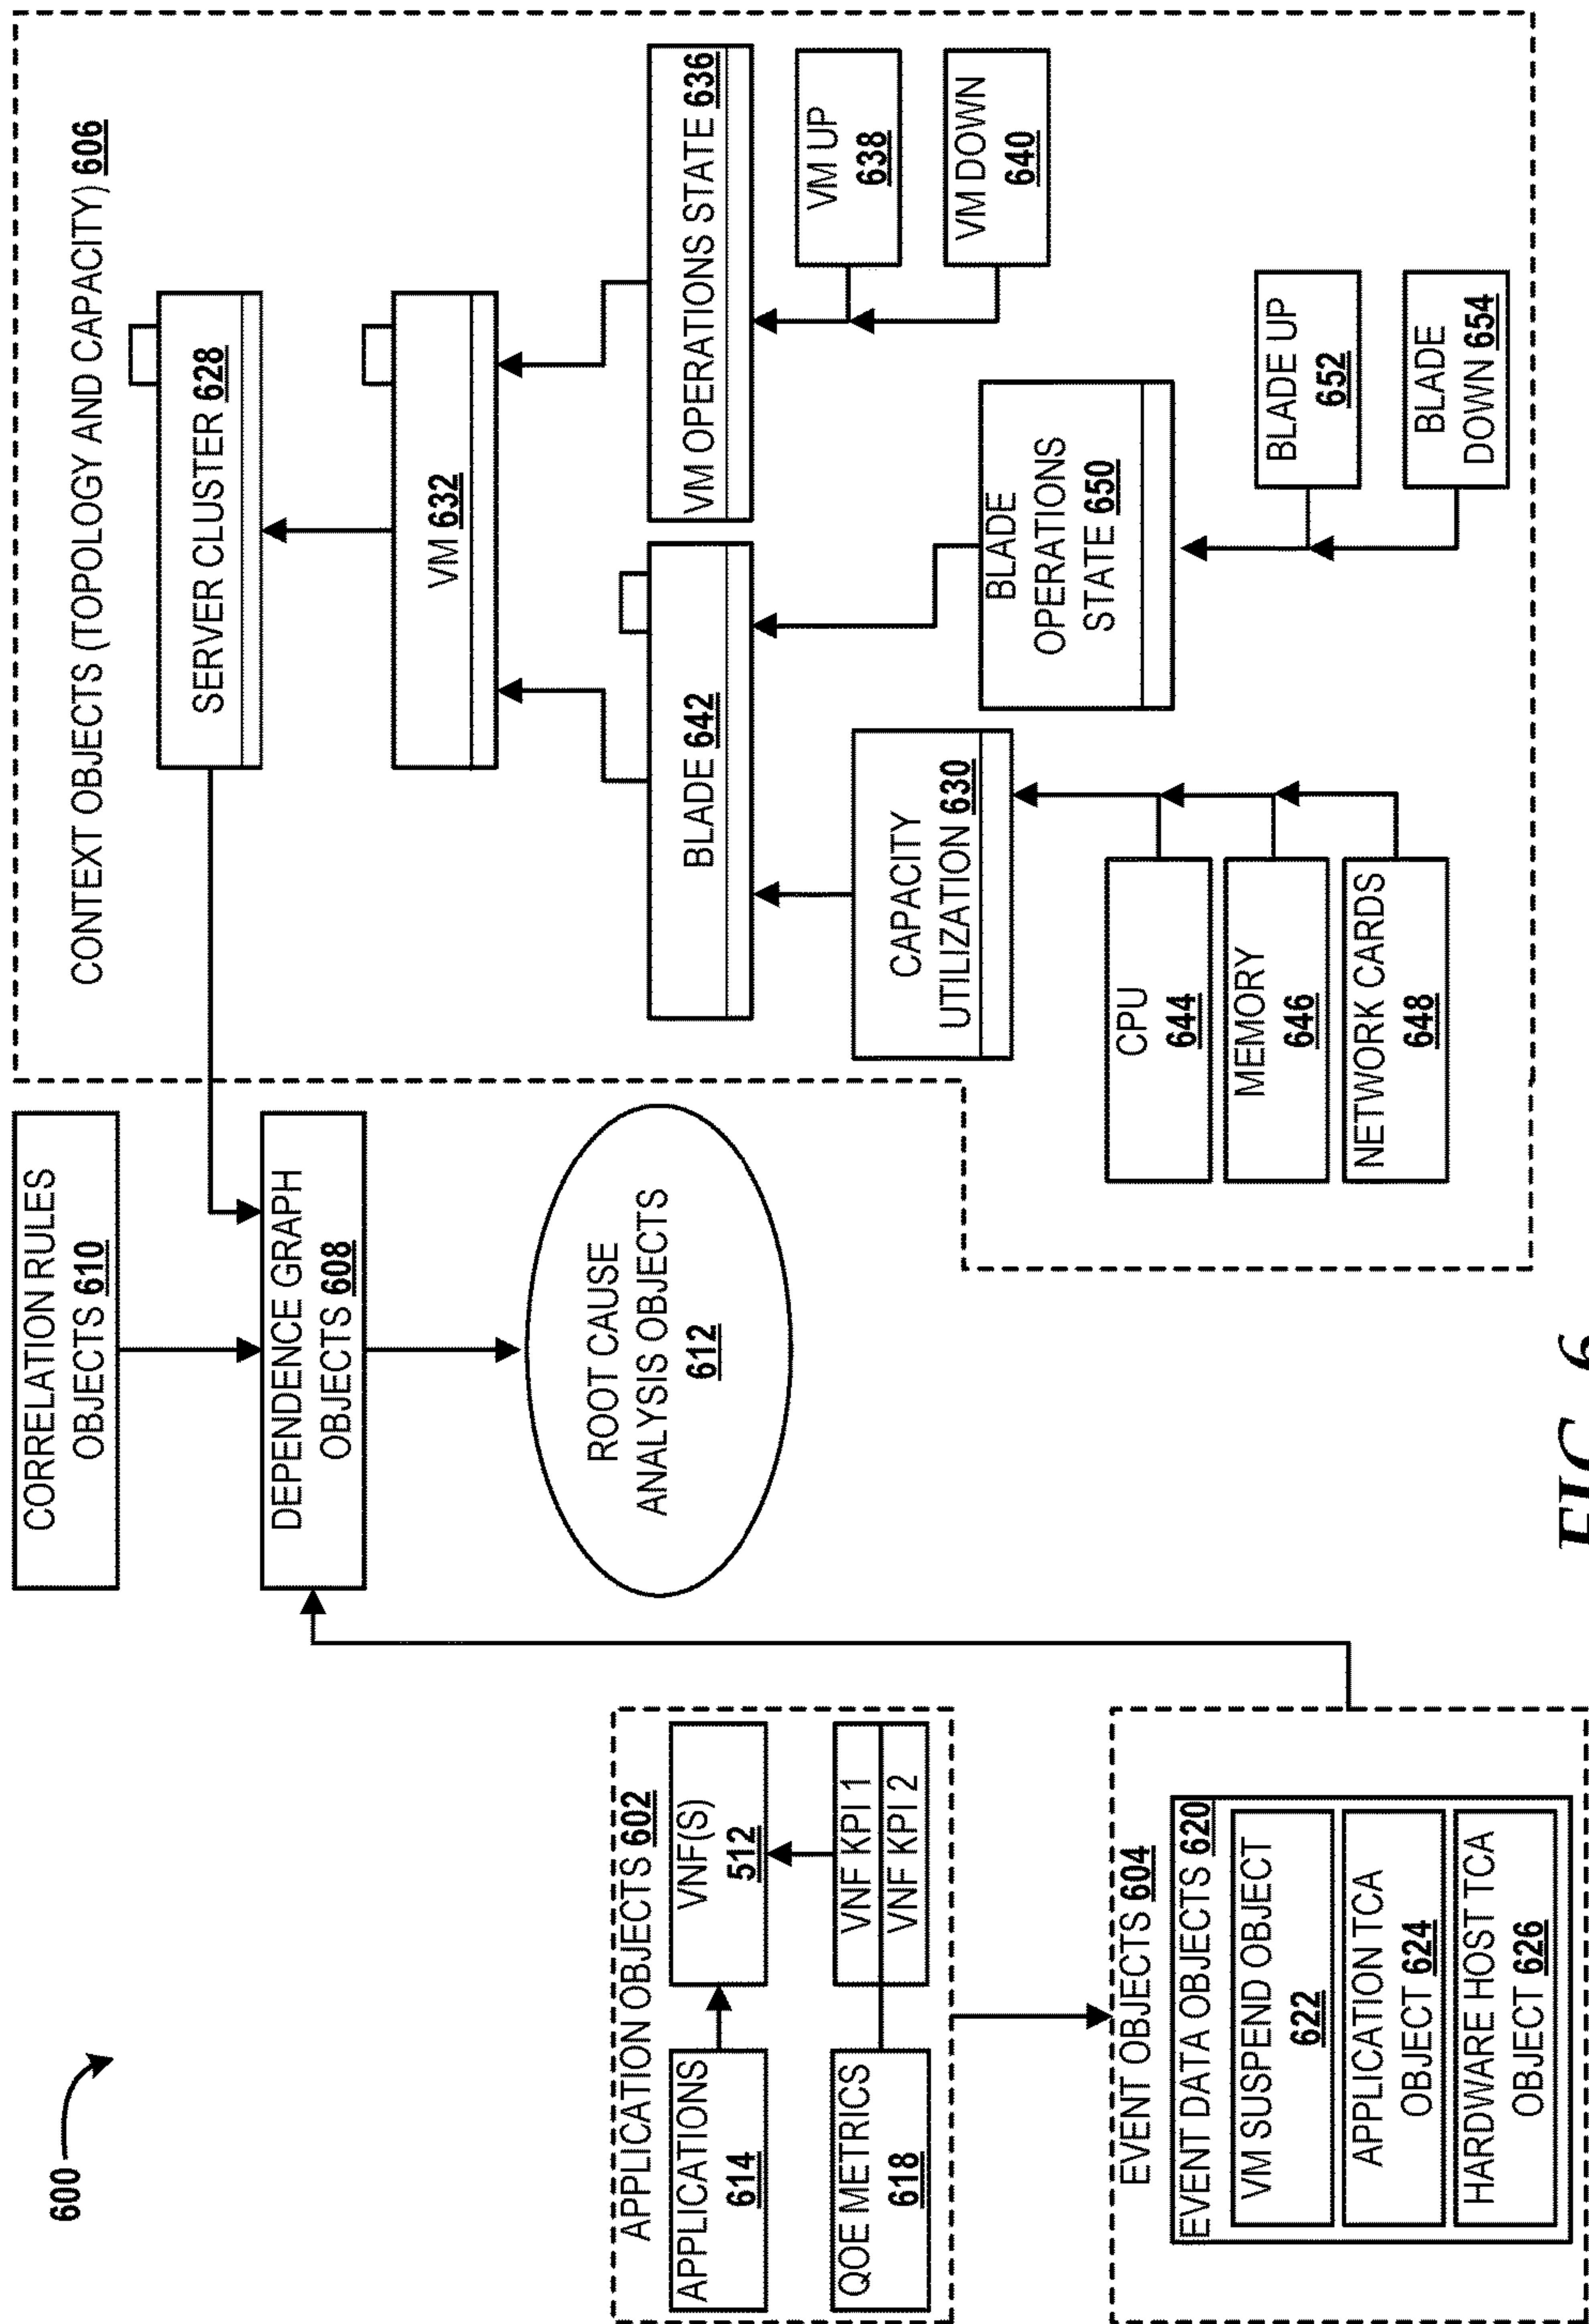 600
CORRELATION RULES
OBJECTS 610
DEPENDENCE GRAPH
OBJECTS 608
ROOT CAUSE
ANALYSIS OBJECTS
612
APPLICATION OBJECTS 602
APPLICATIONS
614
VNF(S)
512
QOE METRICS
618
VNF KPI 1
VNF KPI 2
EVENT OBJECTS 604
EVENT DATA OBJECTS 620
VM SUSPEND OBJECT
622
APPLICATION TCA
OBJECT 624
HARDWARE HOST TCA
OBJECT 626
CONTEXT OBJECTS (TOPOLOGY AND CAPACITY) 606
SERVER CLUSTER 628
VM 632
BLADE 642
VM OPERATIONS STATE 636
VM UP
638
VM DOWN
640
CAPACITY
UTILIZATION 630
BLADE
OPERATIONS
STATE 650
CPU
644
MEMORY
646
NETWORK CARDS
648
BLADE UP
652
BLADE
DOWN 654
FIG. 6